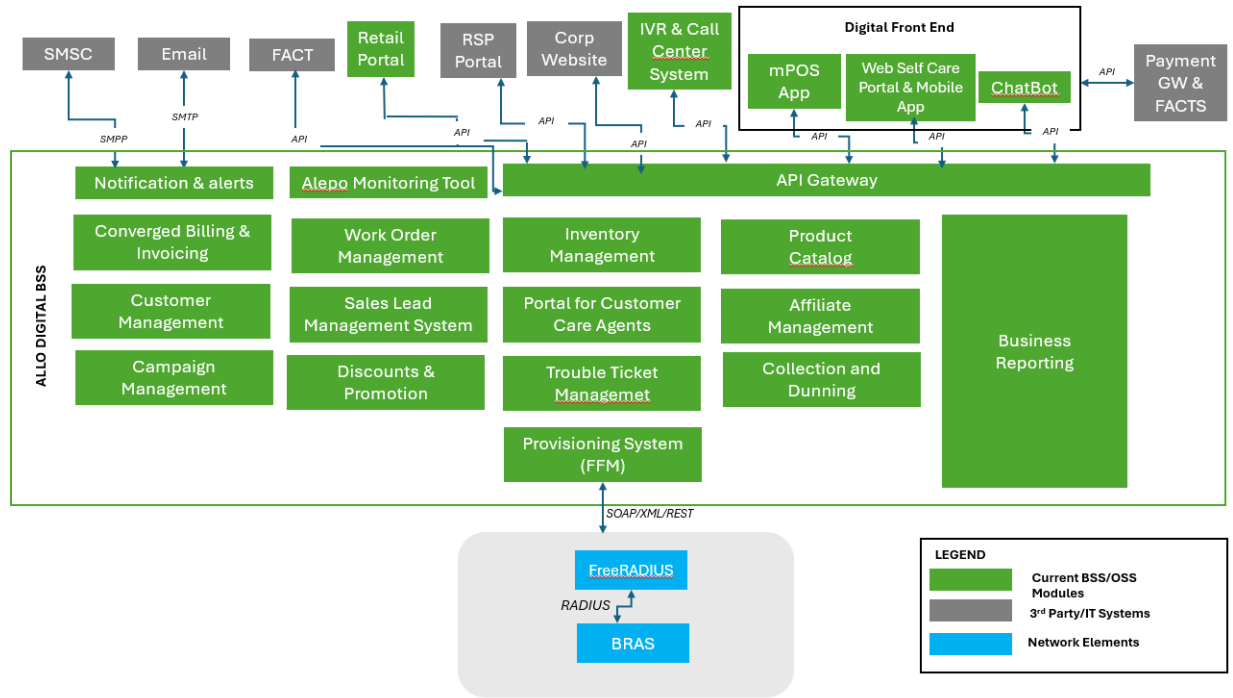 SMSC
Email
FACT
Retail
Portal
RSP
Portal
Corp
Website
IVR & Call
Center
System
Digital Front End
mPOS
App
Web Self Care
Portal & Mobile
App
ChatBot
API
Payment
GW &
FACTS
SMPP
SMTP
API
API
API
API
API
API
API
API
ALLO DIGITAL BSS
Notification & alerts
Alepo Monitoring Tool
API Gateway
Converged Billing &
Invoicing
Work Order
Management
Inventory
Management
Product
Catalog
Customer
Management
Sales Lead
Management System
Portal for Customer
Care Agents
Affiliate
Management
Business
Reporting
Campaign
Management
Discounts &
Promotion
Trouble Ticket
Managemet
Collection and
Dunning
Provisioning System
(FFM)
SOAP/XML/REST
FreeRADIUS
RADIUS
BRAS
LEGEND
Current BSS/OSS
Modules
3rd Party/IT Systems
Network Elements